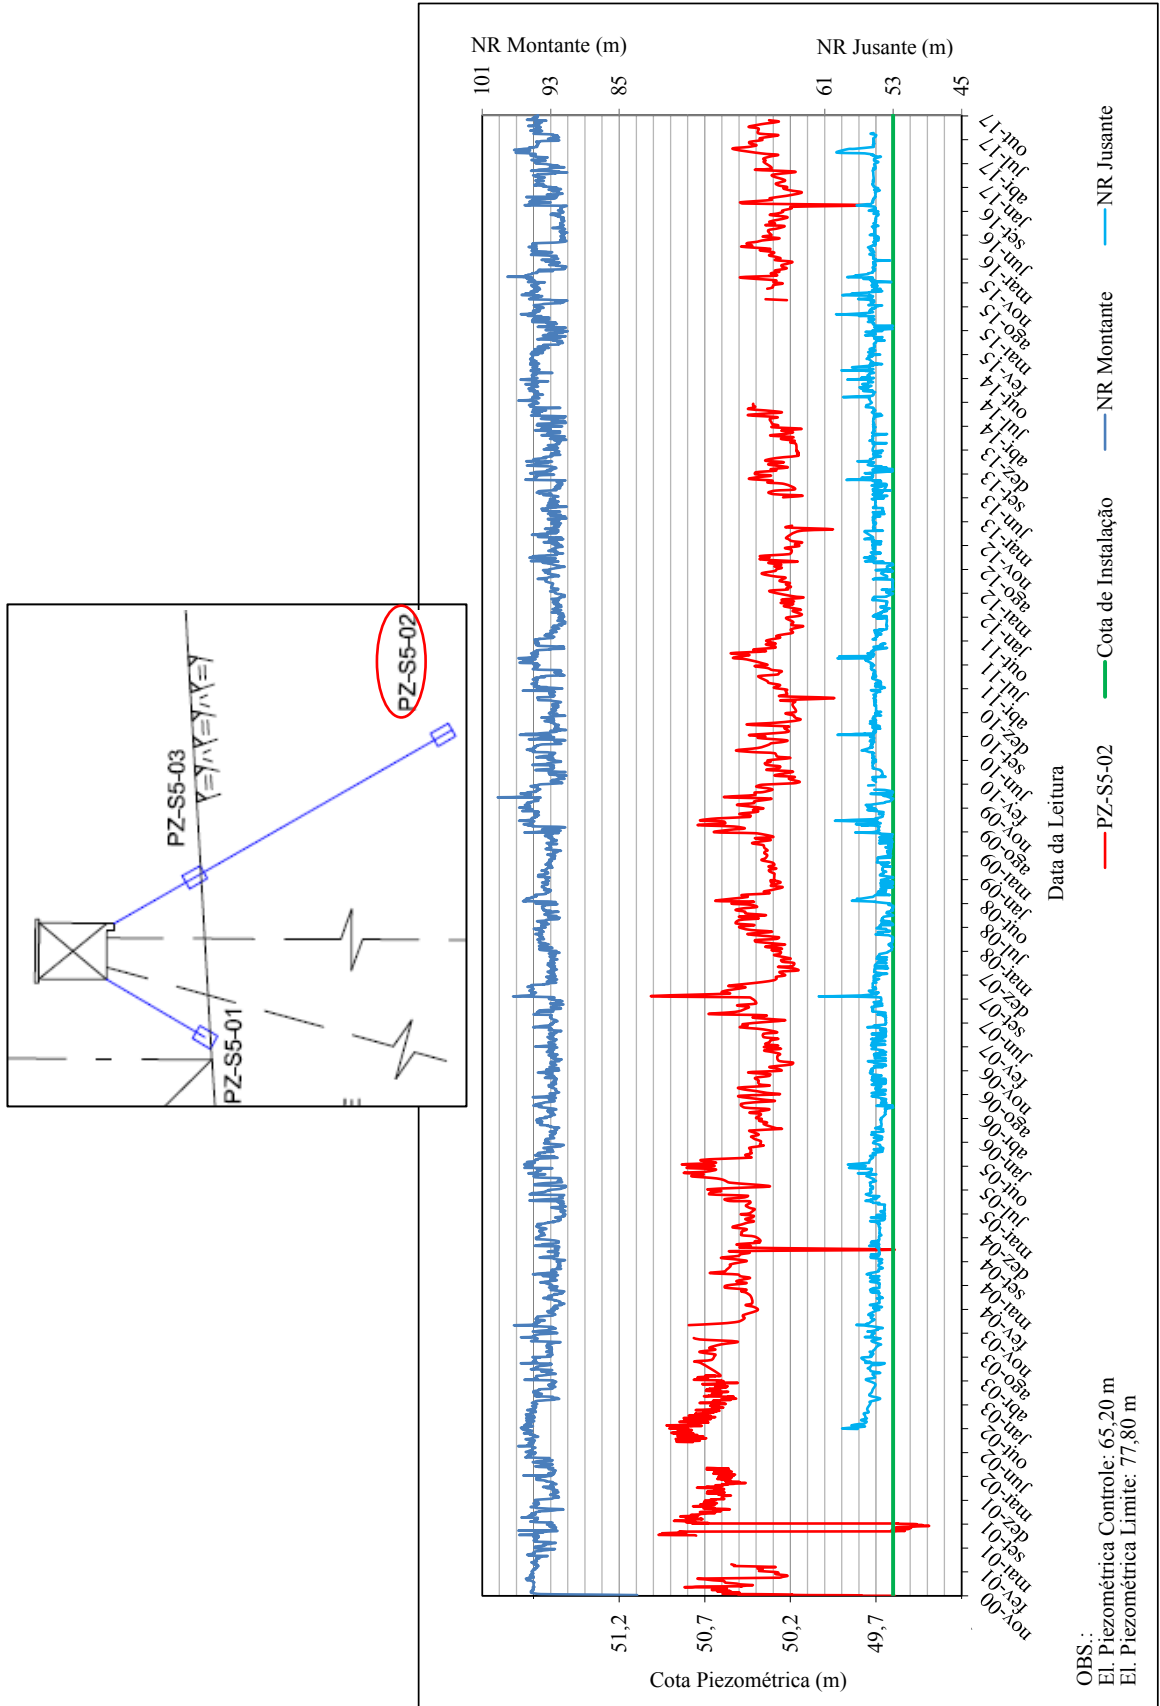 PZ-S5-01
PZ-S5-03
PZ-S5-02
NR Montante (m)
101
93
85
NR Jusante (m)
61
53
45
Cota Piezométrica (m)
51,2
50,7
50,2
49,7
nov-00
fev-01
mai-01
set-01
dez-01
mar-02
jun-02
out-02
jan-03
abr-03
ago-03
nov-03
fev-04
mai-04
set-04
dez-04
mar-05
jul-05
out-05
jan-06
abr-06
ago-06
nov-06
fev-07
jun-07
set-07
dez-07
mar-08
jul-08
out-08
jan-09
mai-09
ago-09
nov-09
fev-10
jun-10
set-10
dez-10
abr-11
jul-11
out-11
jan-12
mai-12
ago-12
nov-12
mar-13
jun-13
set-13
dez-13
abr-14
jul-14
out-14
fev-15
mai-15
ago-15
nov-15
mar-16
jun-16
set-16
jan-17
abr-17
jul-17
out-17
Data da Leitura
PZ-S5-02
Cota de Instalação
NR Montante
NR Jusante
OBS.:
El. Piezométrica Controle: 65,20 m
El. Piezométrica Limite: 77,80 m